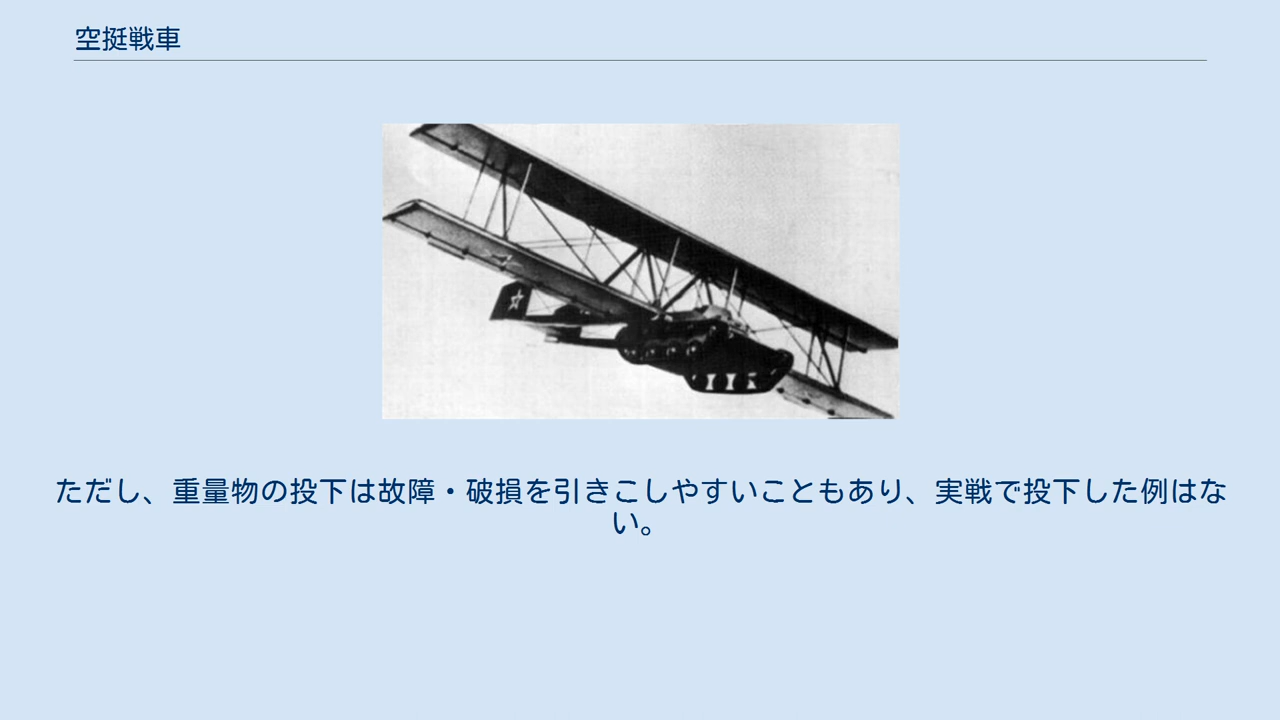 空挺戦車
ただし、重量物の投下は故障・破損を引きこしやすいこともあり、実戦で投下した例はな
い。